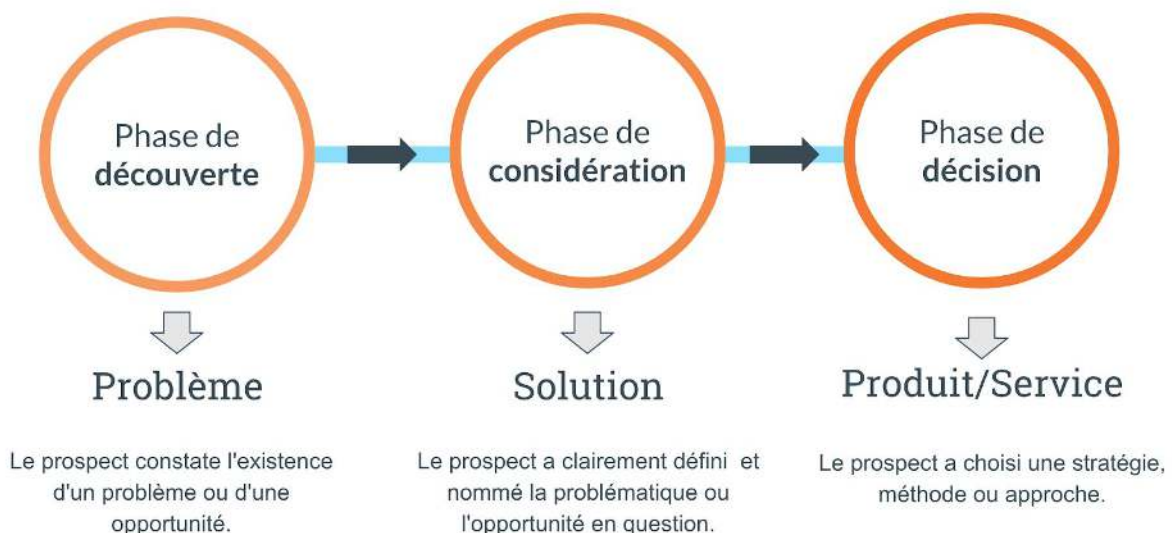 Phase de
découverte
Phase de
considération
Phase de
décision
Problème
Solution
Produit/Service
Le prospect constate l'existence
d'un problème ou d'une
opportunité.
Le prospect a clairement défini et
nommé la problématique ou
l'opportunité en question.
Le prospect a choisi une stratégie,
méthode ou approche.